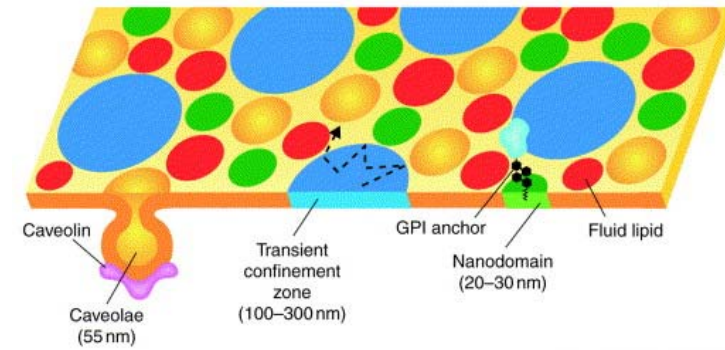 Caveolin
Caveolae
(55 nm)
Transient
confinement
zone
(100–300 nm)
GPI anchor
Nanodomain
(20–30 nm)
Fluid lipid